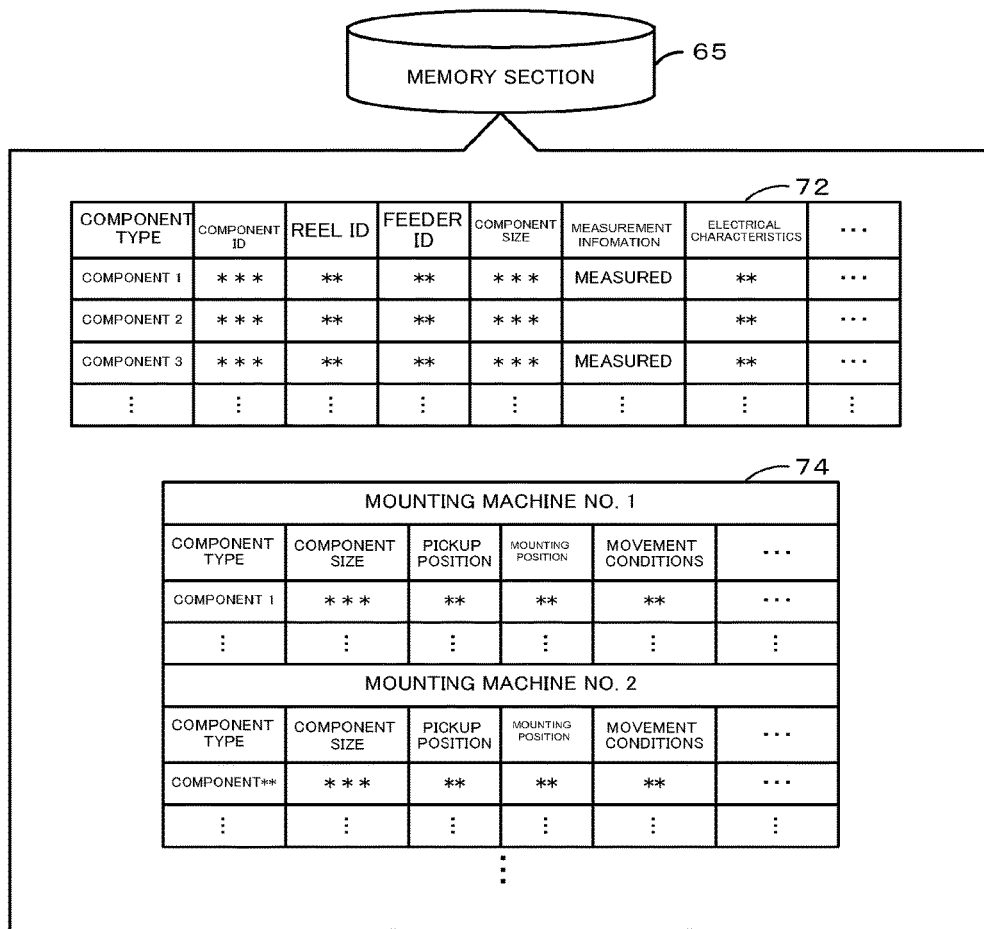 MEMORY SECTION
65
72
COMPONENT TYPE COMPONENT ID REEL ID FEEDER ID COMPONENT SIZE MEASUREMENT INFOMATION ELECTRICAL CHARACTERISTICS ...
COMPONENT 1 *** ** ** *** MEASURED ** ...
COMPONENT 2 *** ** ** *** ** ...
COMPONENT 3 *** ** ** *** MEASURED ** ...
⋮ ⋮ ⋮ ⋮ ⋮ ⋮ ⋮ ⋮
74
MOUNTING MACHINE NO. 1
COMPONENT TYPE COMPONENT SIZE PICKUP POSITION MOUNTING POSITION MOVEMENT CONDITIONS ...
COMPONENT 1 *** ** ** ** ...
⋮ ⋮ ⋮ ⋮ ⋮ ⋮
MOUNTING MACHINE NO. 2
COMPONENT TYPE COMPONENT SIZE PICKUP POSITION MOUNTING POSITION MOVEMENT CONDITIONS ...
COMPONENT** *** ** ** ** ...
⋮ ⋮ ⋮ ⋮ ⋮ ⋮
⋮